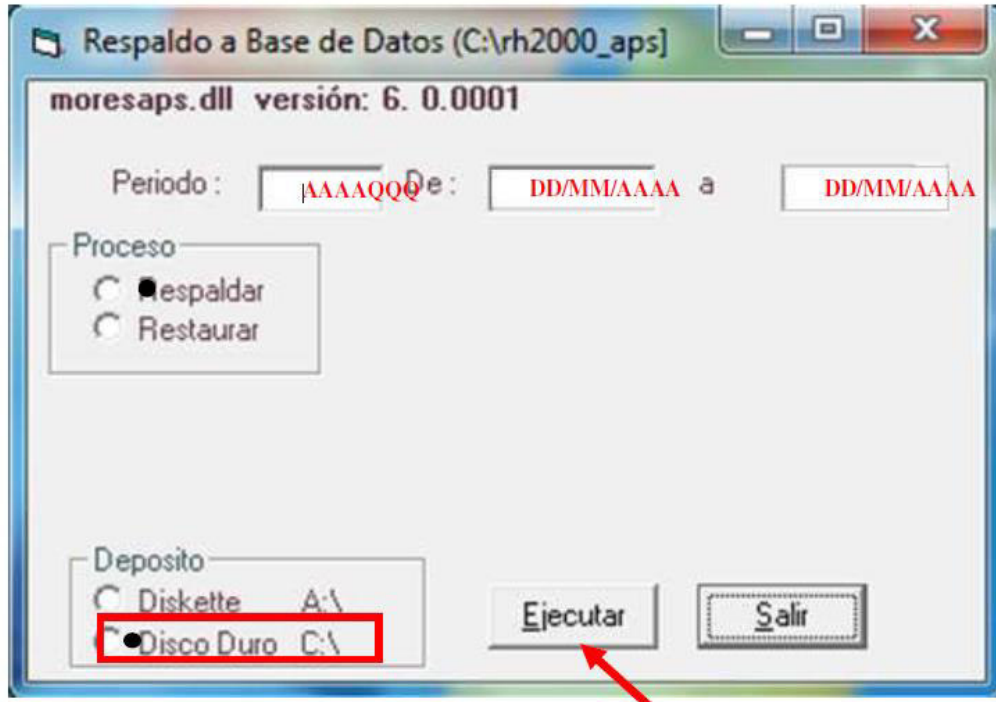 Respaldo a Base de Datos (C:\rh2000_aps]
moresaps.dll versión: 6. 0.0001
Periodo : AAAAQQQ De : DD/MM/AAAA a DD/MM/AAAA
Proceso
Respaldar
Restaurar
Deposito
Diskette A:\
Disco Duro C:\
Ejecutar Salir